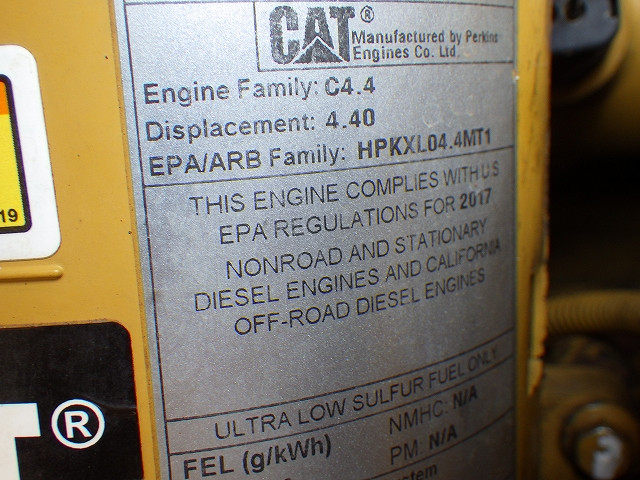 CAT®
Manufactured by Perkins
Engines Co. Ltd.
Engine Family: C4.4
Displacement: 4.40
EPA/ARB Family: HPKXL04.4MT1
THIS ENGINE COMPLIES WITH U.S
EPA REGULATIONS FOR 2017
NONROAD AND STATIONARY
DIESEL ENGINES AND CALIFORNIA
OFF-ROAD DIESEL ENGINES
ULTRA LOW SULFUR FUEL ONLY
FEL (g/kWh)
NMHC: N/A
PM: N/A
19
®